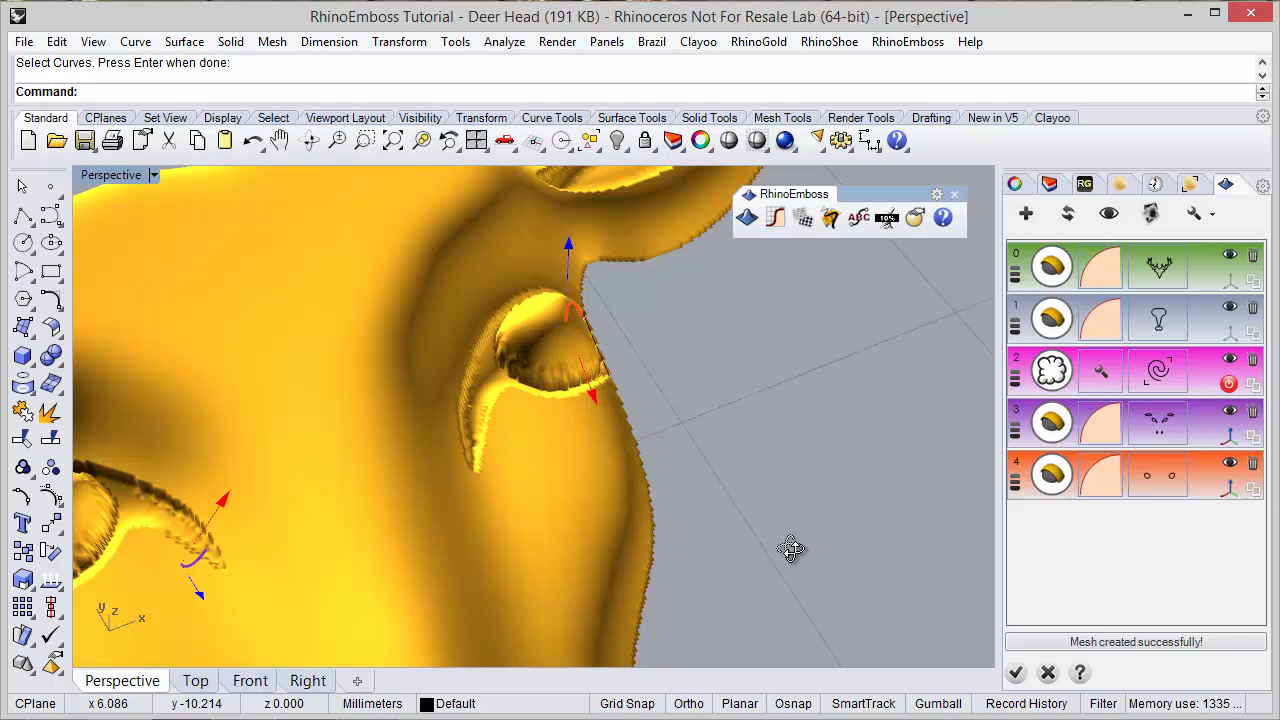 RhinoEmboss Tutorial - Deer Head (191 KB) - Rhinoceros Not For Resale Lab (64-bit) - [Perspective]
File Edit View Curve Surface Solid Mesh Dimension Transform Tools Analyze Render Panels Brazil Clayoo RhinoGold RhinoShoe RhinoEmboss Help
Select Curves. Press Enter when done:
Command:
Standard CPlanes Set View Display Select Viewport Layout Visibility Transform Curve Tools Surface Tools Solid Tools Mesh Tools Render Tools Drafting New in V5 Clayoo
Perspective
RhinoEmboss
RG
ABC 10%
0
1
2
3
4
y z x
Mesh created successfully!
Perspective Top Front Right
CPlane x 6.086 y -10.214 z 0.000 Millimeters Default Grid Snap Ortho Planar Osnap SmartTrack Gumball Record History Filter Memory use: 1335 ...